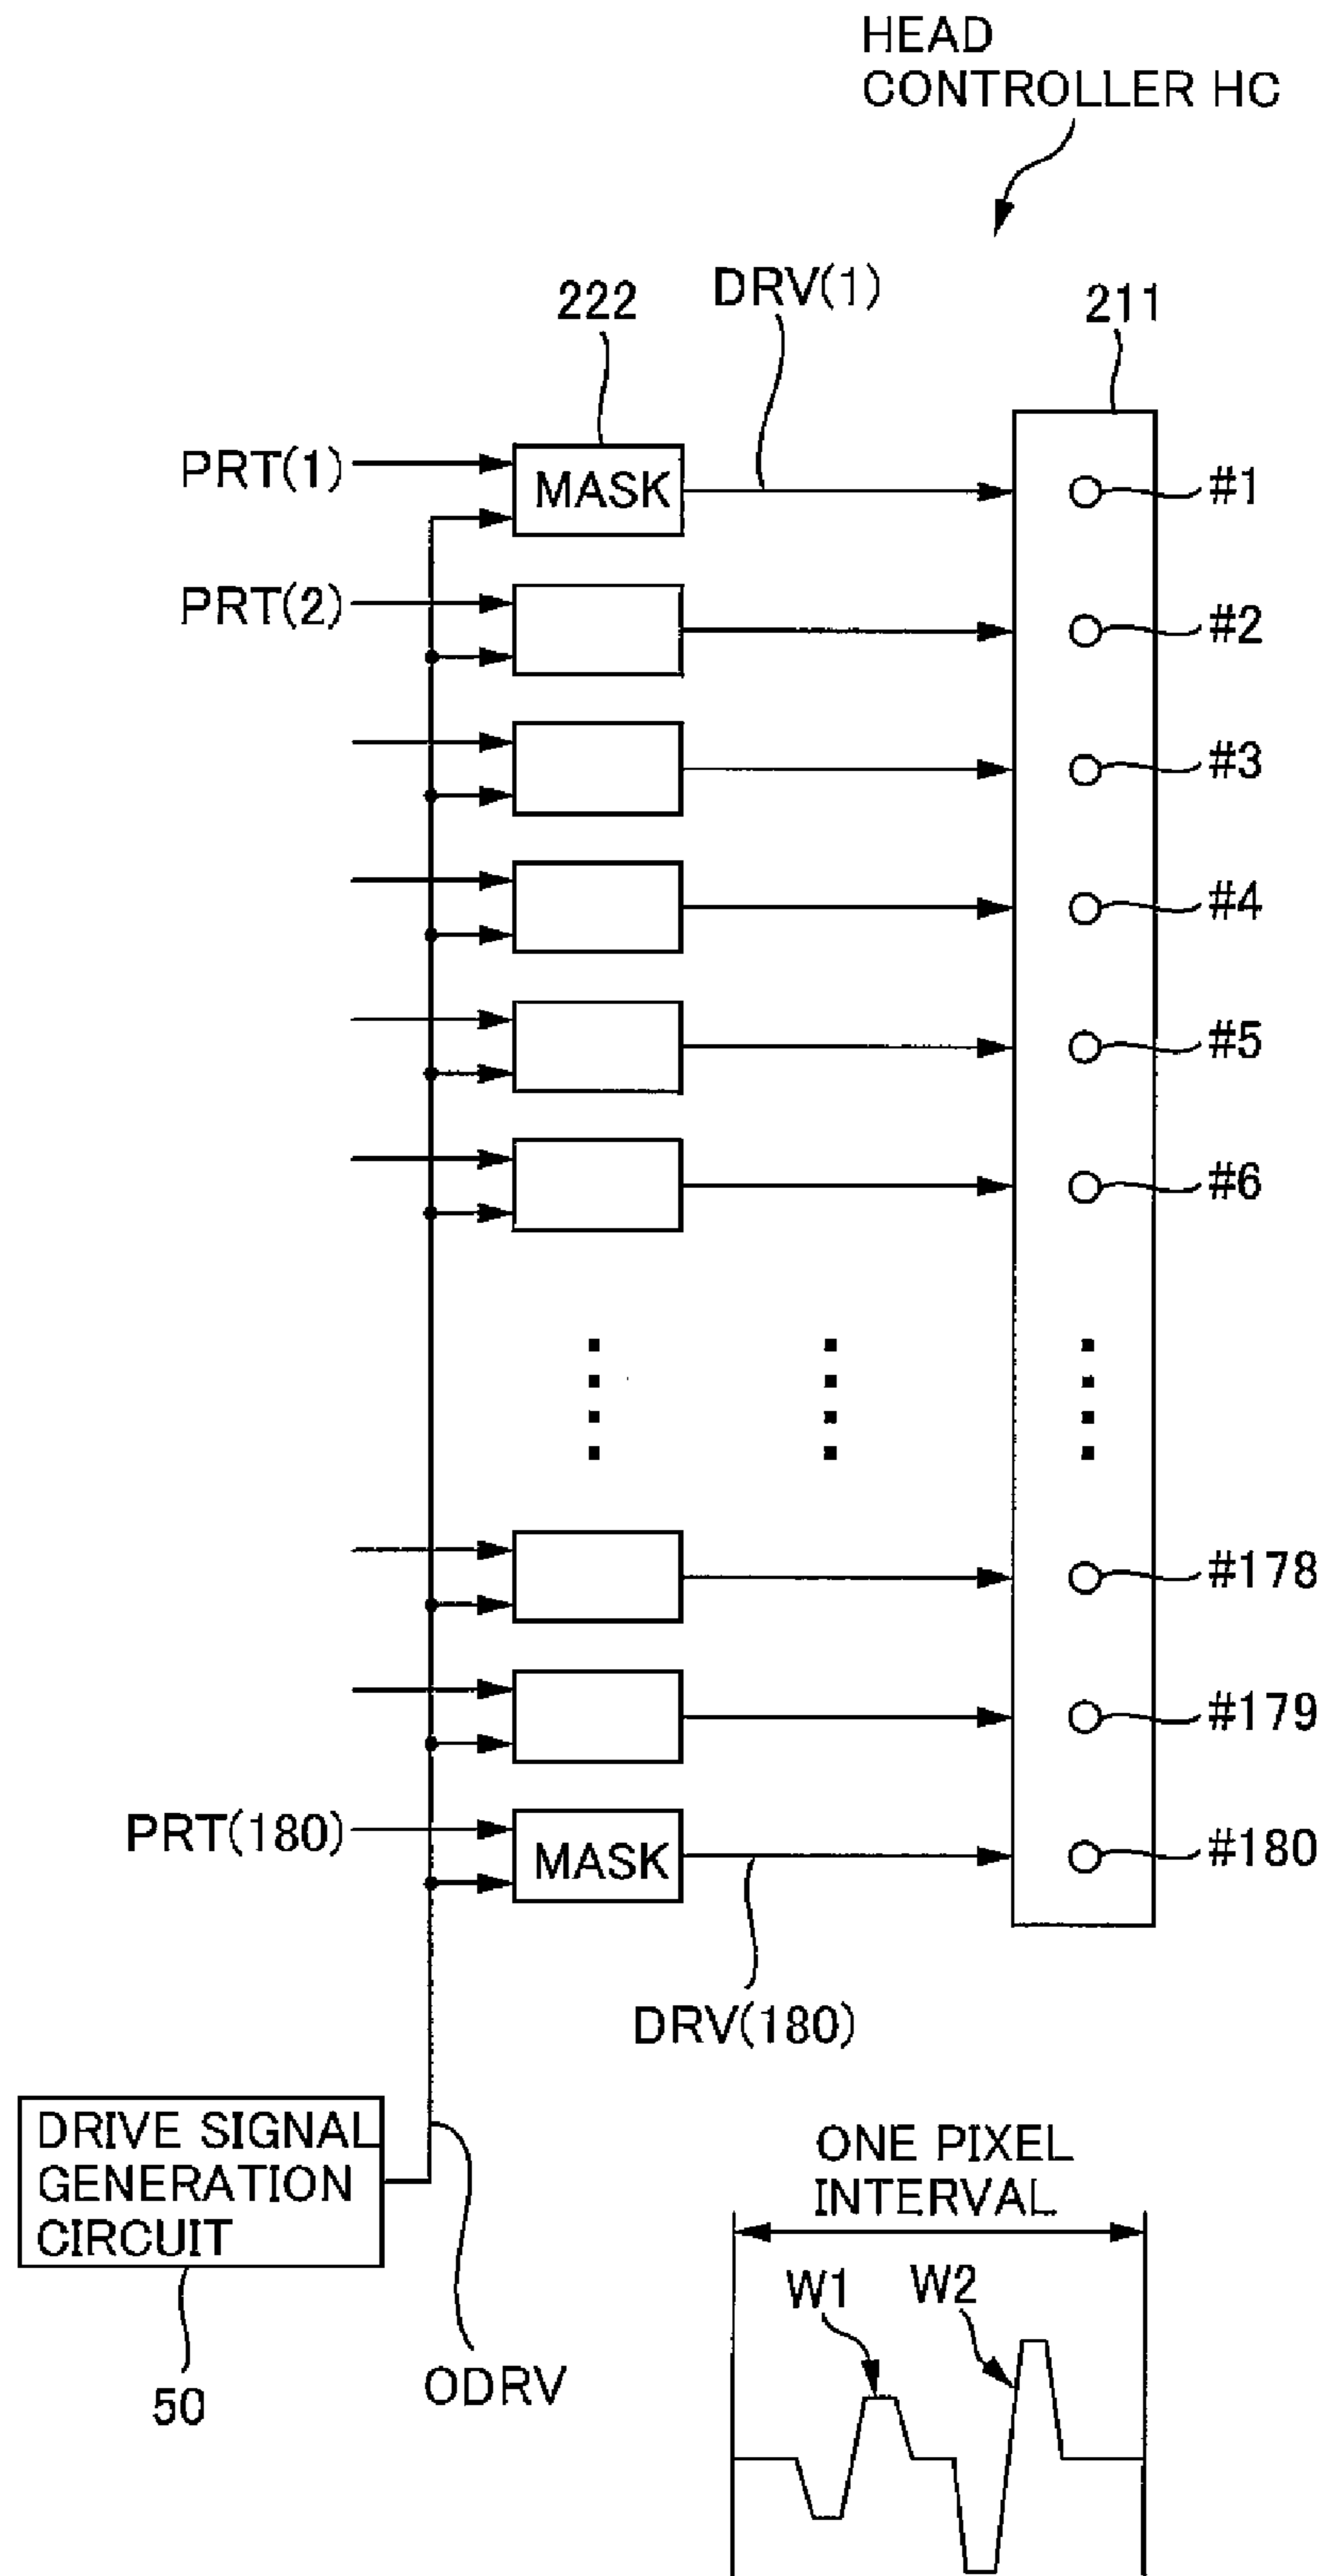 HEAD
CONTROLLER HC
222
DRV(1)
211
PRT(1)
MASK
#1
PRT(2)
#2
#3
#4
#5
#6
#178
#179
PRT(180)
MASK
#180
DRV(180)
DRIVE SIGNAL
GENERATION
CIRCUIT
50
ODRV
ONE PIXEL
INTERVAL
W1
W2